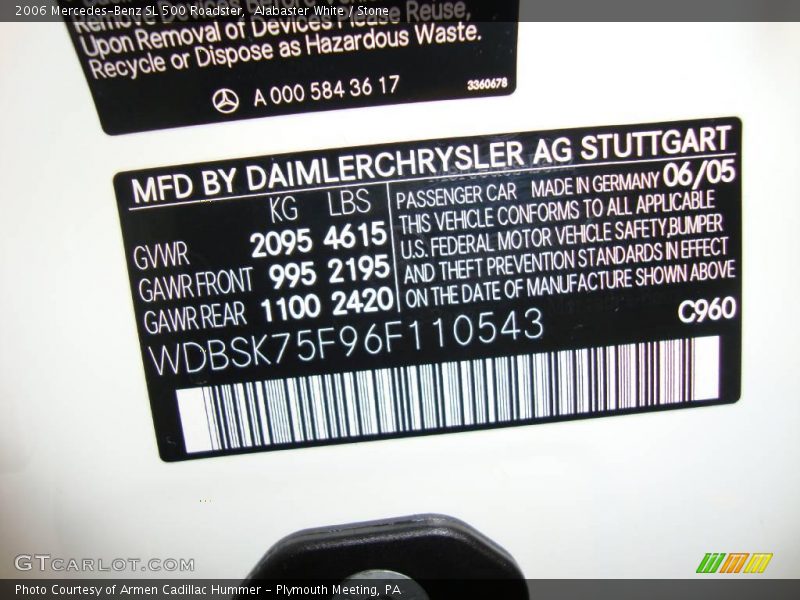 2006 Mercedes-Benz SL 500 Roadster, Alabaster White / Stone
Upon Removal of Devices Please Reuse,
Recycle or Dispose as Hazardous Waste.
A 000 584 36 17
3360678
MFD BY DAIMLERCHRYSLER AG STUTTGART
KG LBS
GVWR 2095 4615
GAWR FRONT 995 2195
GAWR REAR 1100 2420
PASSENGER CAR MADE IN GERMANY 06/05
THIS VEHICLE CONFORMS TO ALL APPLICABLE
U.S. FEDERAL MOTOR VEHICLE SAFETY,BUMPER
AND THEFT PREVENTION STANDARDS IN EFFECT
ON THE DATE OF MANUFACTURE SHOWN ABOVE
C960
WDBSK75F96F110543
GTCARLOT.COM
Photo Courtesy of Armen Cadillac Hummer - Plymouth Meeting, PA